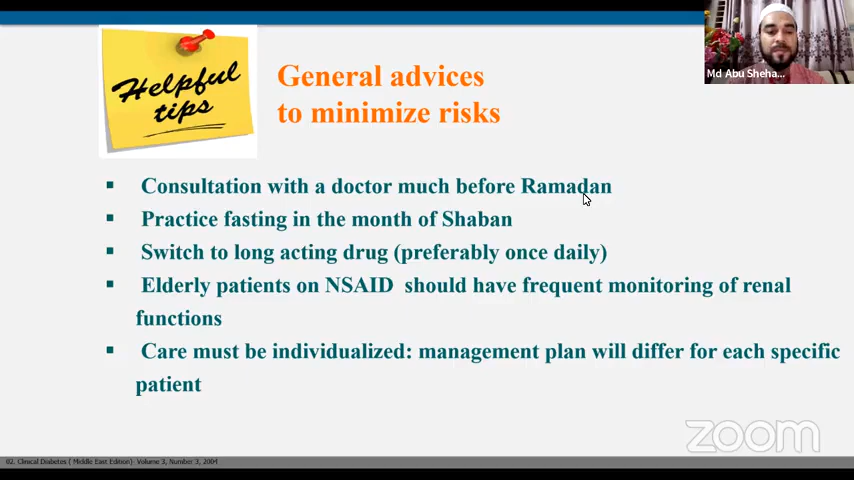 Md Abu Sheha...
Helpful
tips
General advices
to minimize risks
▪ Consultation with a doctor much before Ramadan
▪ Practice fasting in the month of Shaban
▪ Switch to long acting drug (preferably once daily)
▪ Elderly patients on NSAID should have frequent monitoring of renal
functions
▪ Care must be individualized: management plan will differ for each specific
patient
zoom
02. Clinical Diabetes ( Middle East Edition)- Volume 3, Number 3, 2004